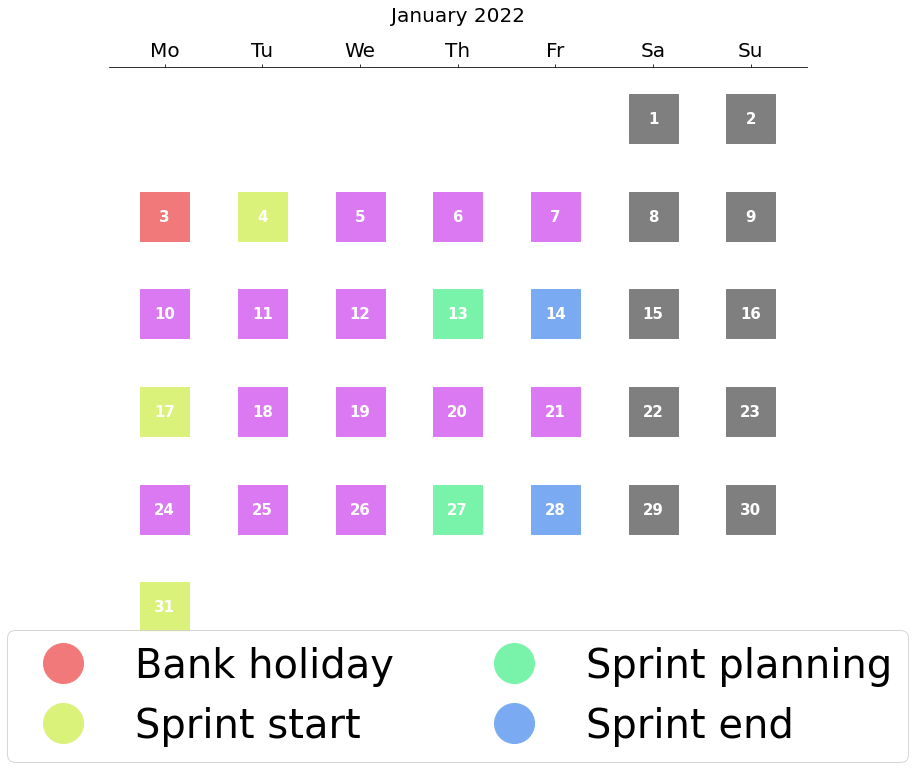 January 2022
Mo Tu We Th Fr Sa Su
1 2
3 4 5 6 7 8 9
10 11 12 13 14 15 16
17 18 19 20 21 22 23
24 25 26 27 28 29 30
31
Bank holiday Sprint planning
Sprint start Sprint end